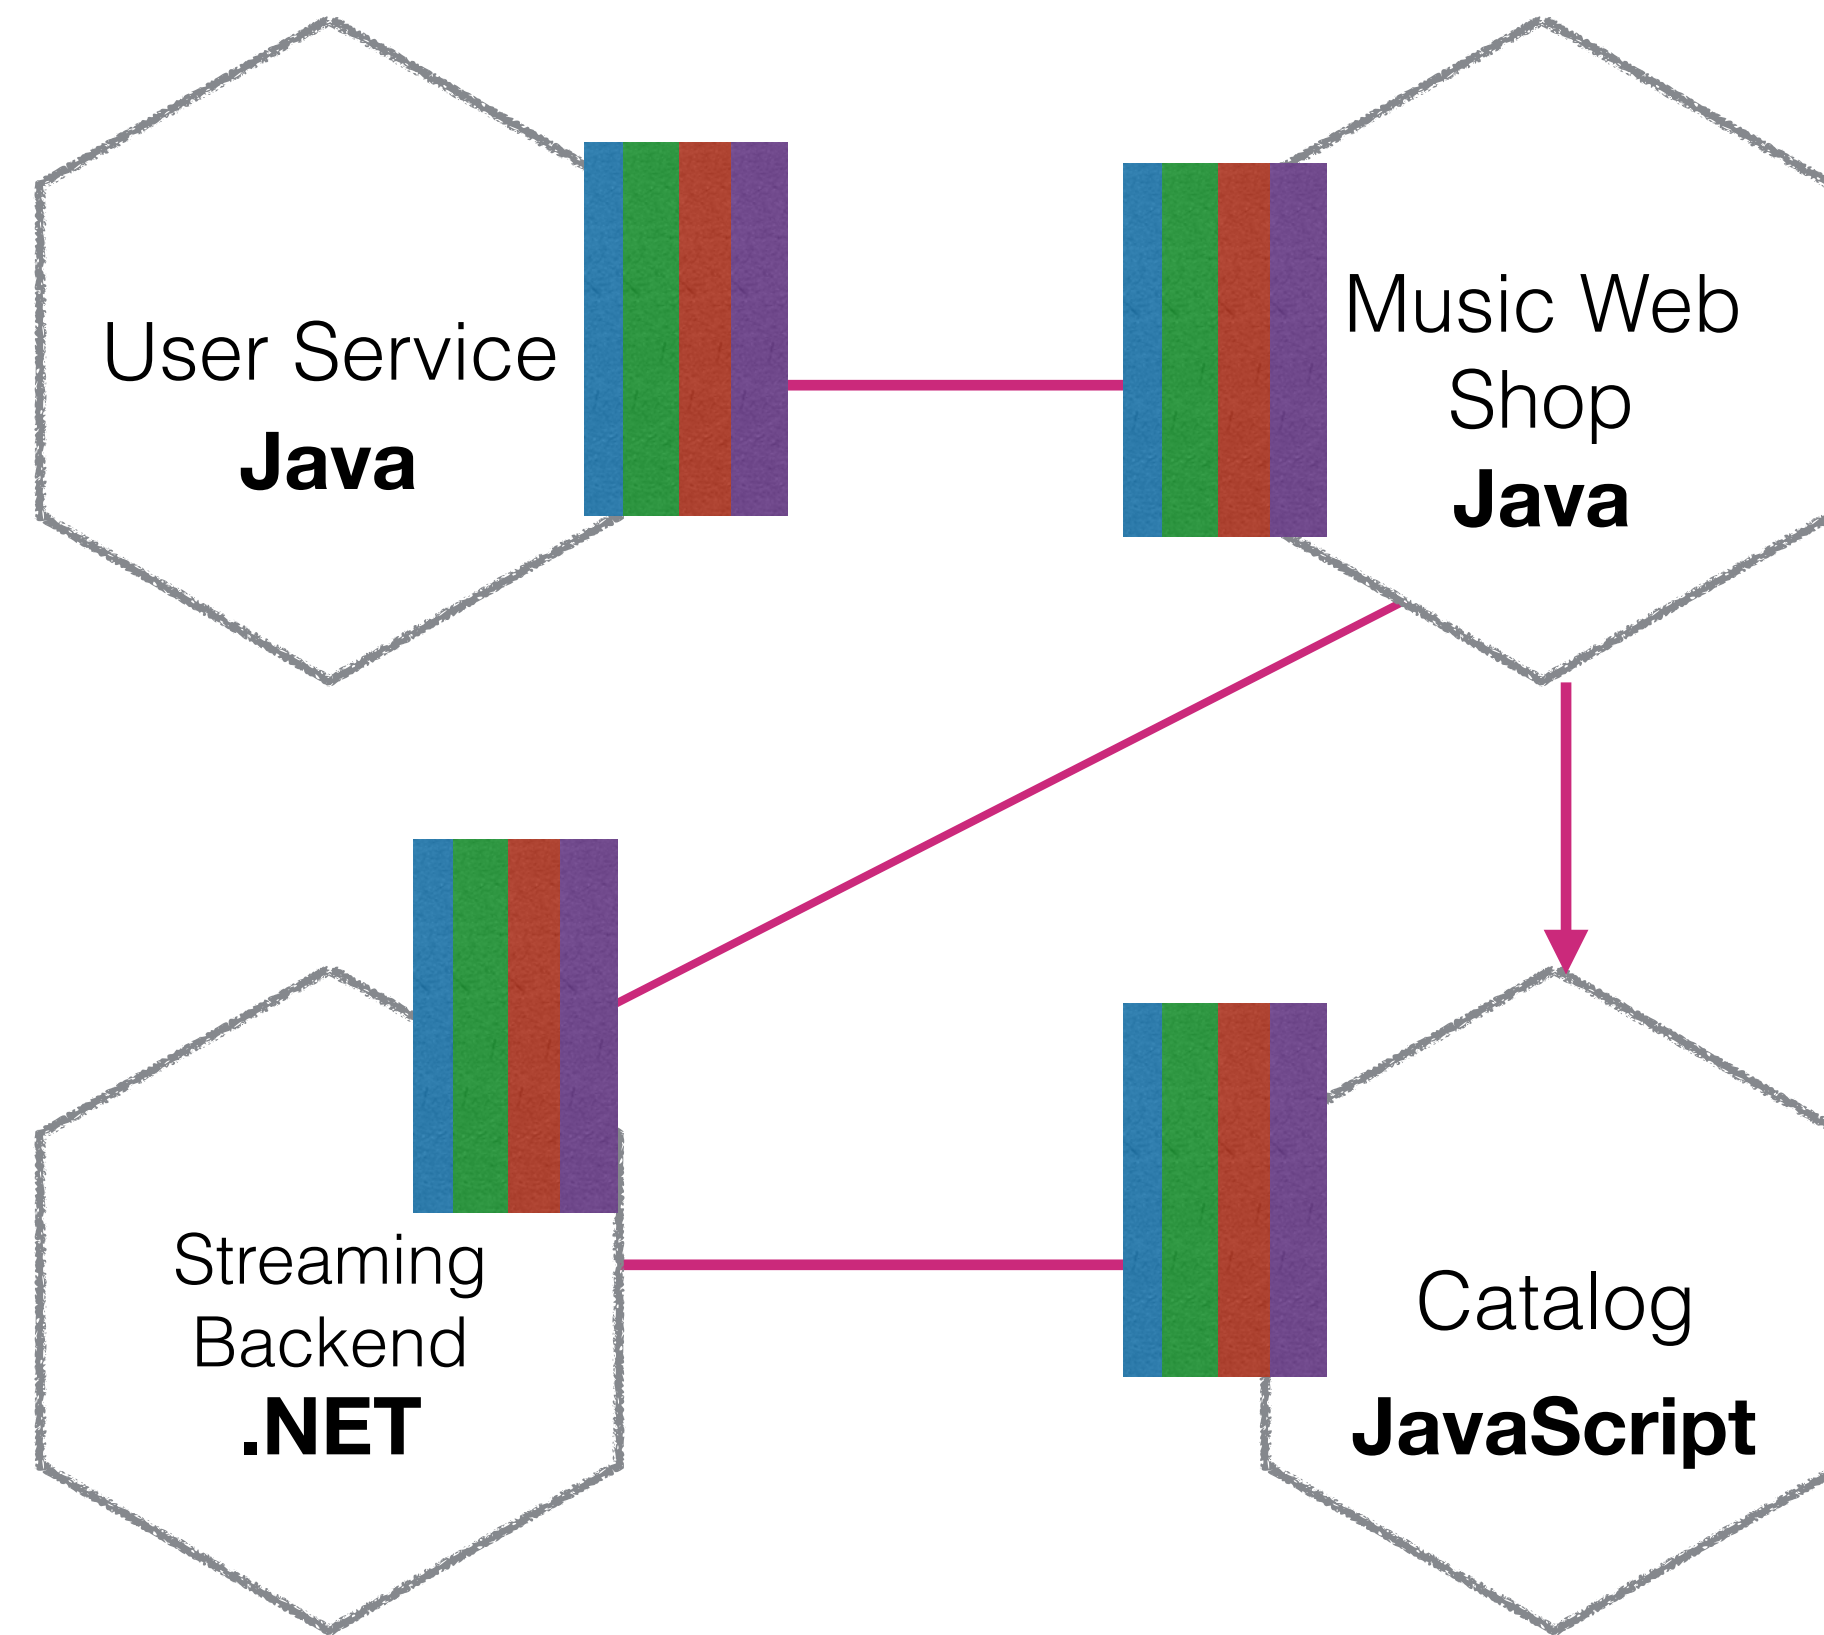 User Service
Java
Music Web
Shop
Java
Streaming
Backend
.NET
Catalog
JavaScript